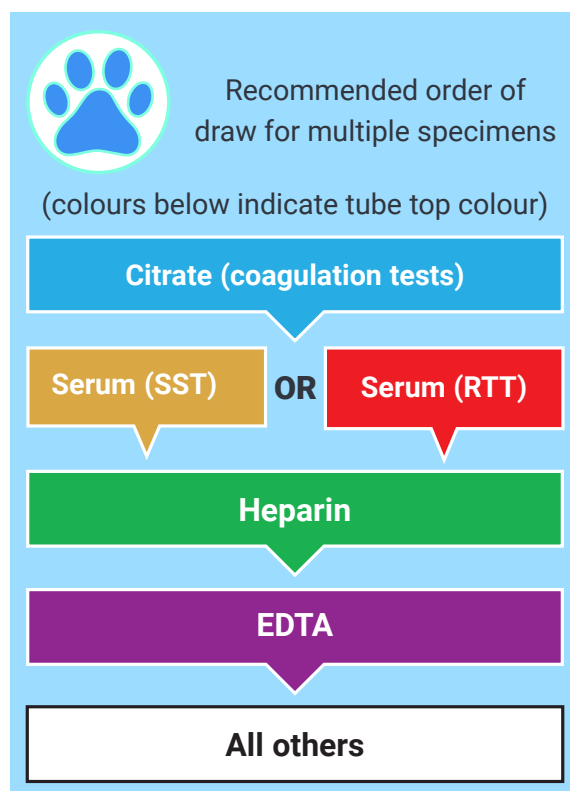 Recommended order of
draw for multiple specimens
(colours below indicate tube top colour)
Citrate (coagulation tests)
Serum (SST)
OR
Serum (RTT)
Heparin
EDTA
All others